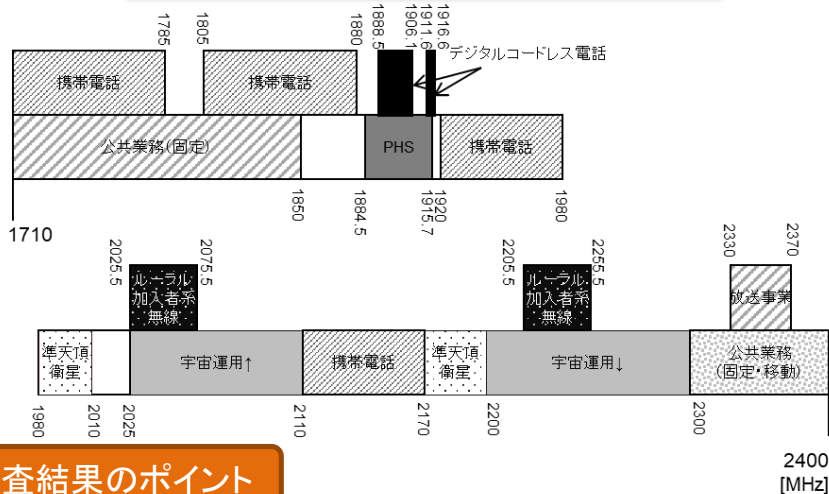 1785
1805
1880
1888.5
1906.1
1911.6
1916.6
デジタルコードレス電話
携帯電話
携帯電話
公共業務(固定)
PHS
携帯電話
1710
1850
1884.5
1915.7
1920
1980
2025.5
2075.5
2205.5
2255.5
2330
2370
ルーラル
加入者系
無線
ルーラル
加入者系
無線
放送事業
準天頂
衛星
宇宙運用↑
携帯電話
準天頂
衛星
宇宙運用↓
公共業務
(固定・移動)
1980
2010
2025
2110
2170
2200
2300
2400
[MHz]
査結果のポイント